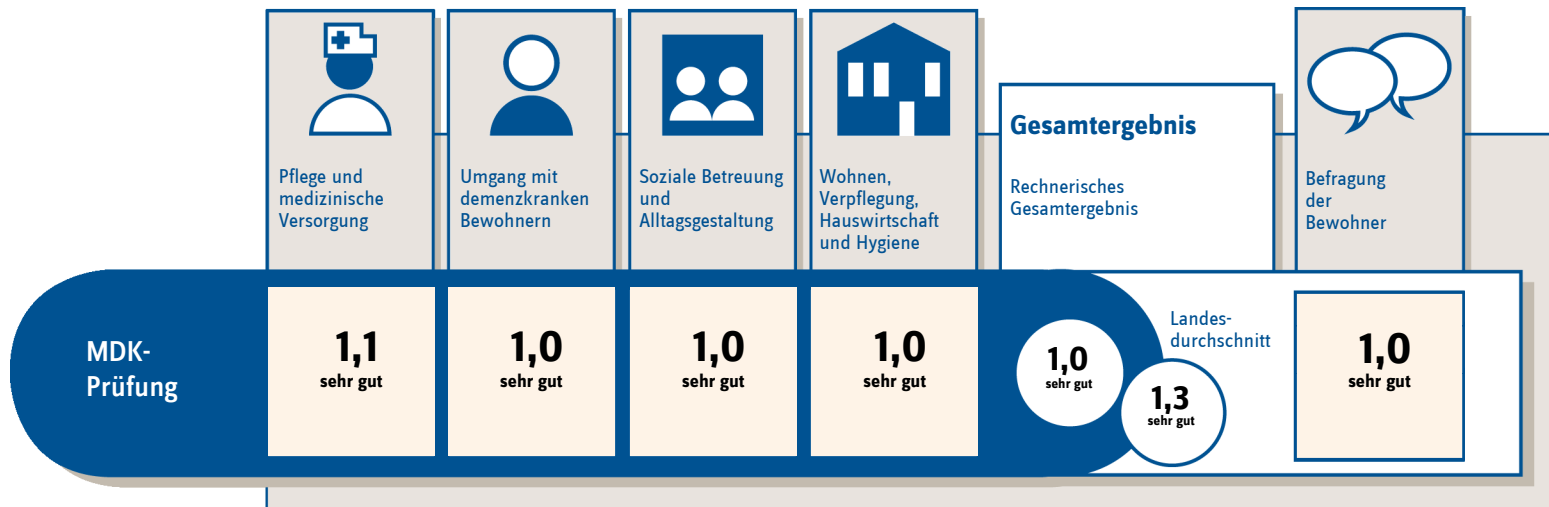 Pflege und
medizinische
Versorgung
Umgang mit
demenzkranken
Bewohnern
Soziale Betreuung
und
Alltagsgestaltung
Wohnen,
Verpflegung,
Hauswirtschaft
und Hygiene
Gesamtergebnis
Rechnerisches
Gesamtergebnis
Befragung
der
Bewohner
MDK-
Prüfung
1,1
sehr gut
1,0
sehr gut
1,0
sehr gut
1,0
sehr gut
1,0
sehr gut
Landes-
durchschnitt
1,3
sehr gut
1,0
sehr gut